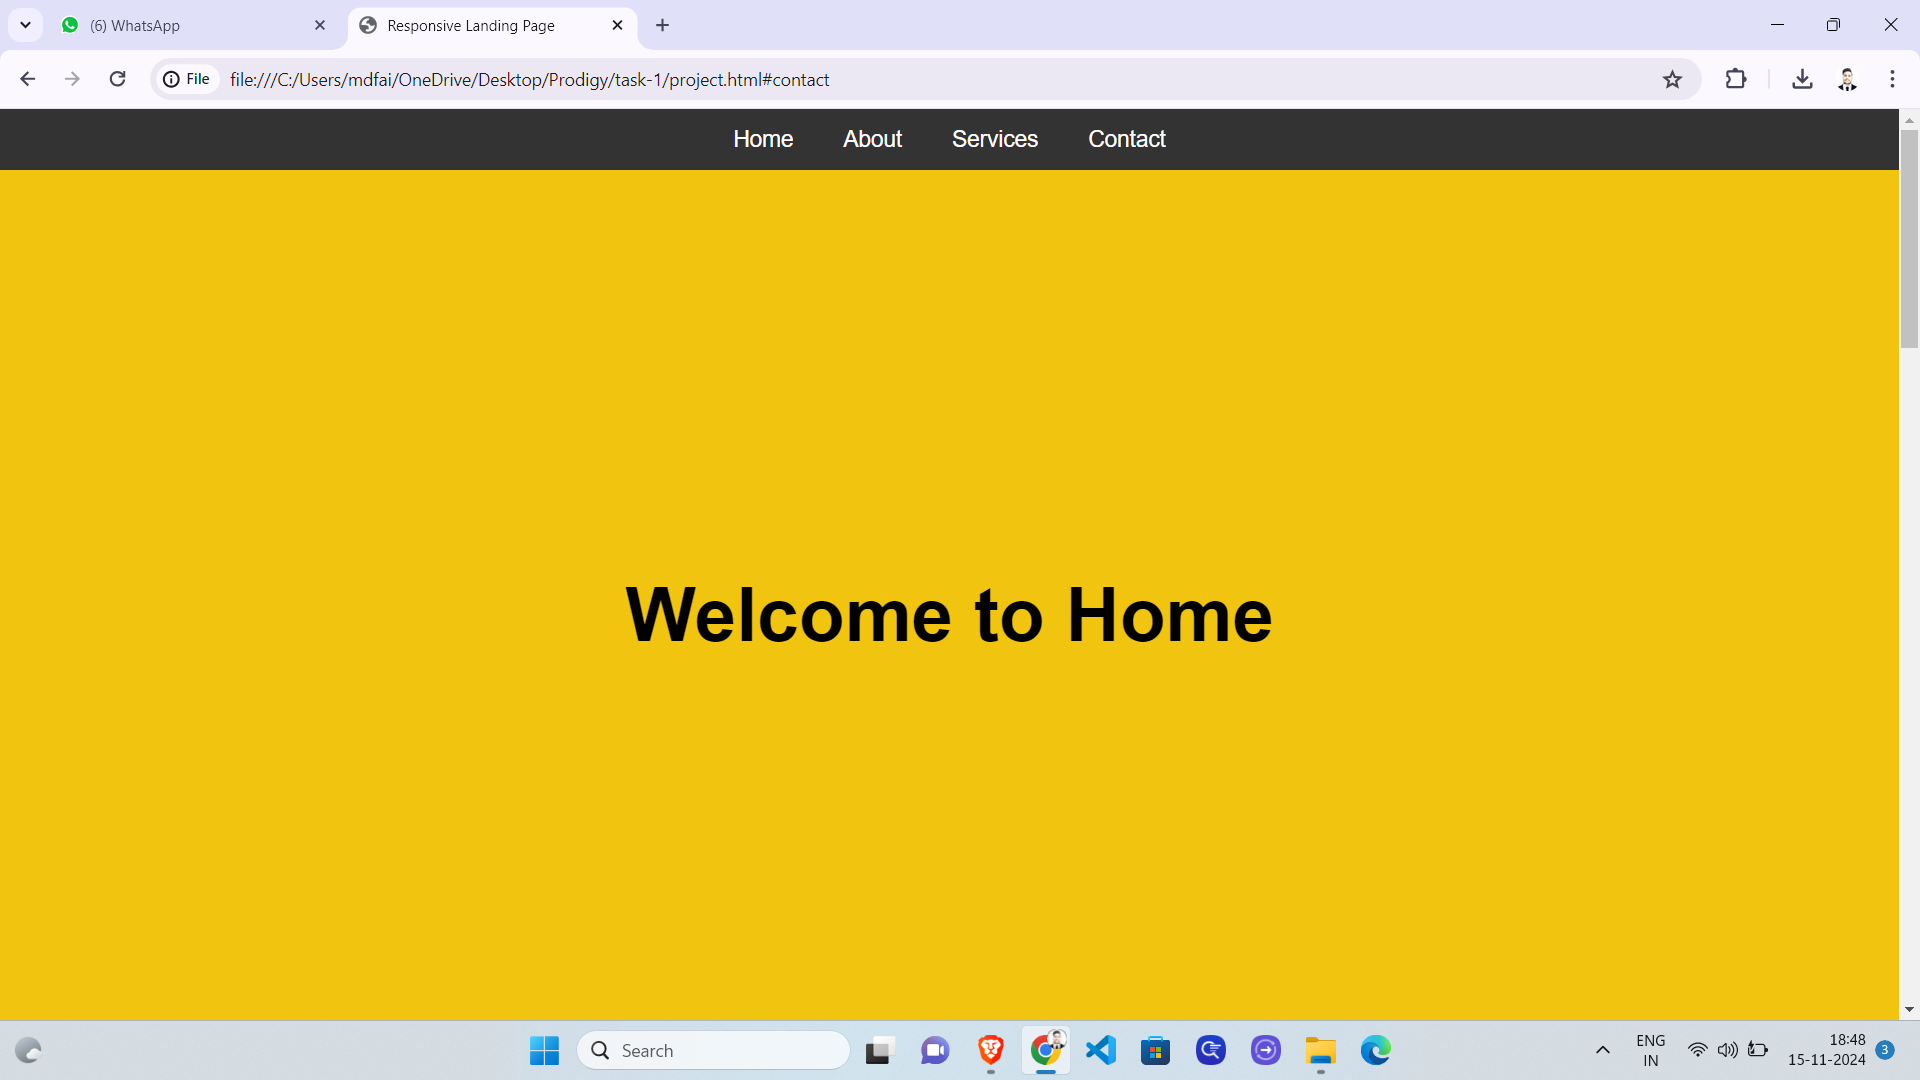 (6) WhatsApp
Responsive Landing Page
File
file:///C:/Users/mdfai/OneDrive/Desktop/Prodigy/task-1/project.html#contact
Home About Services Contact
Welcome to Home
Search
ENG
IN
18:48
15-11-2024
3